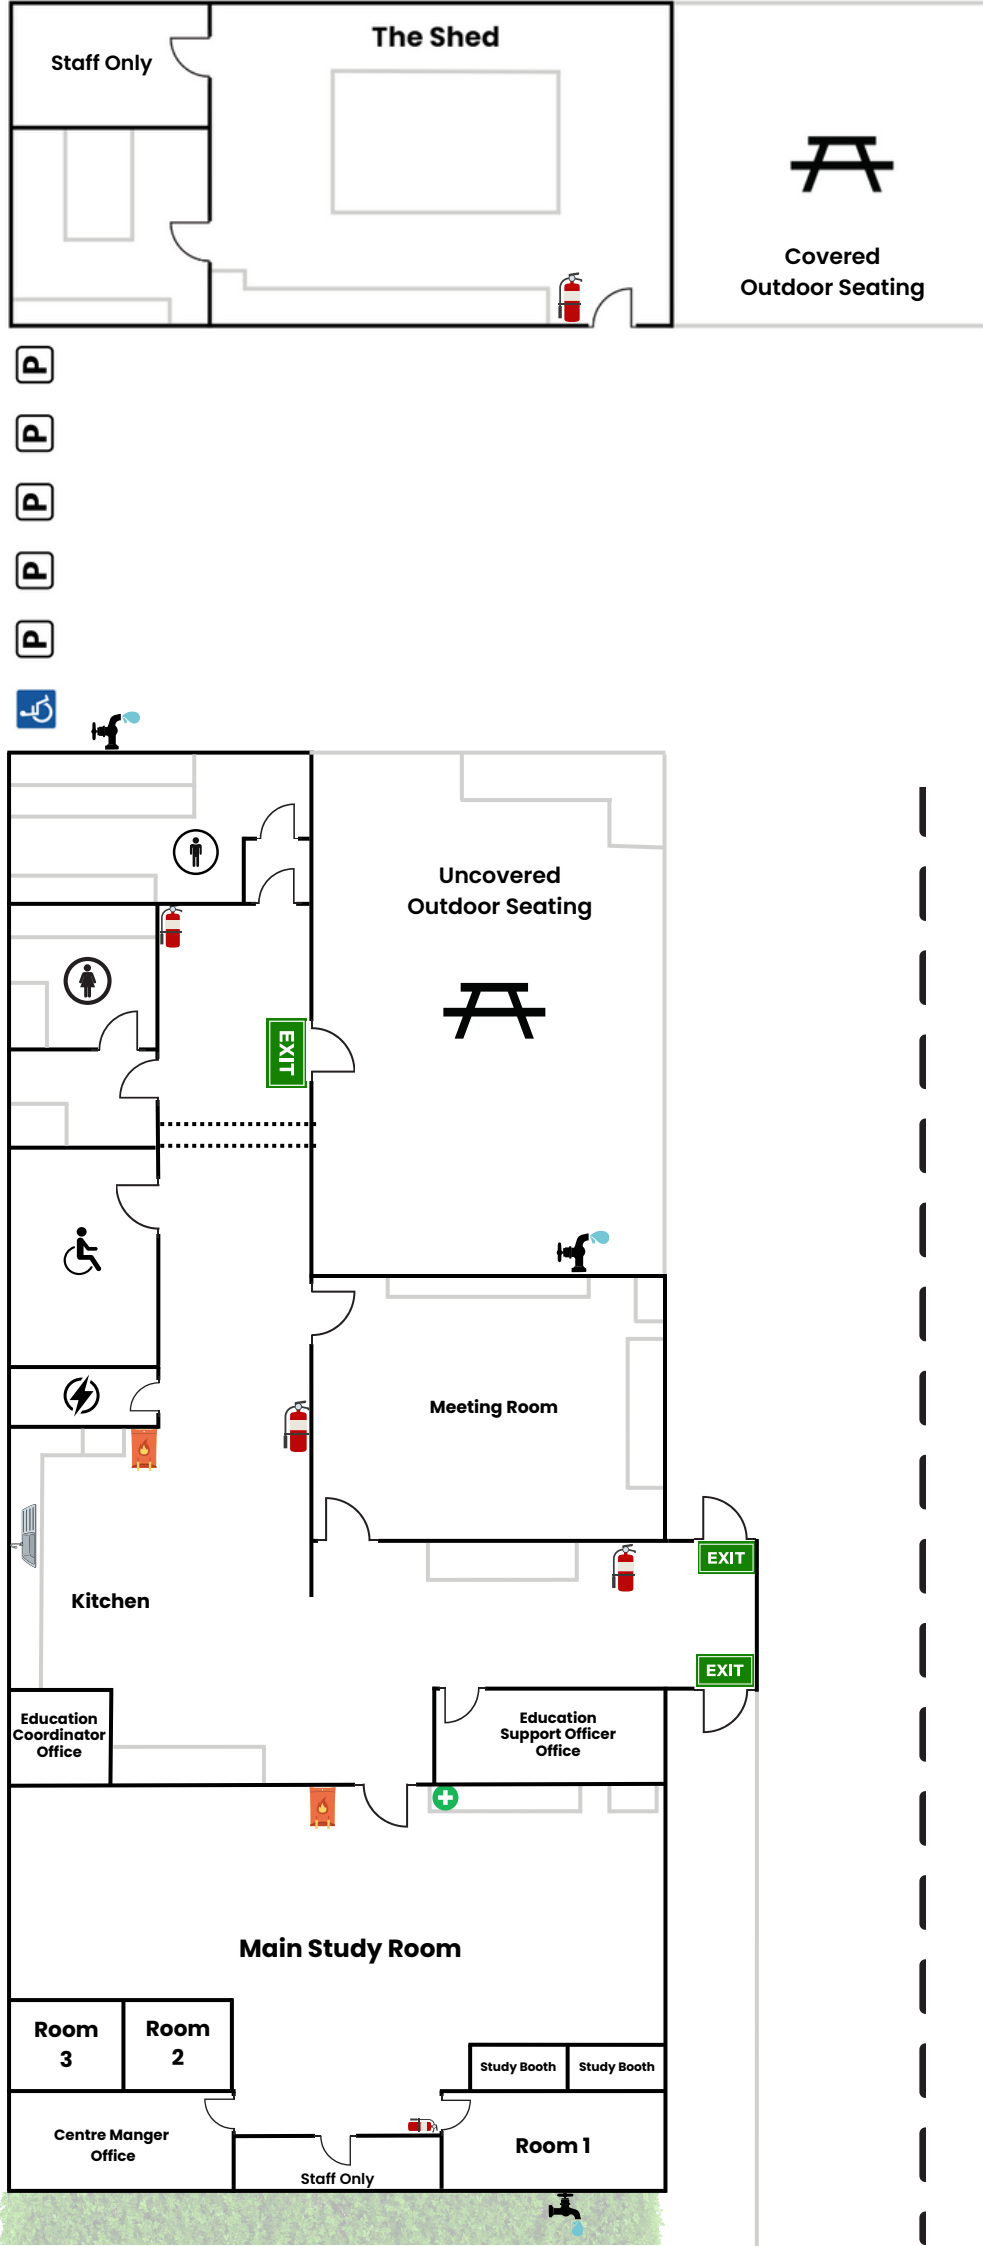 The Shed
Staff Only
Covered
Outdoor Seating
P
P
P
P
P
Uncovered
Outdoor Seating
EXIT
Meeting Room
EXIT
Kitchen
EXIT
Education
Coordinator
Office
Education
Support Officer
Office
Main Study Room
Room
3
Room
2
Study Booth
Study Booth
Centre Manger
Office
Room 1
Staff Only